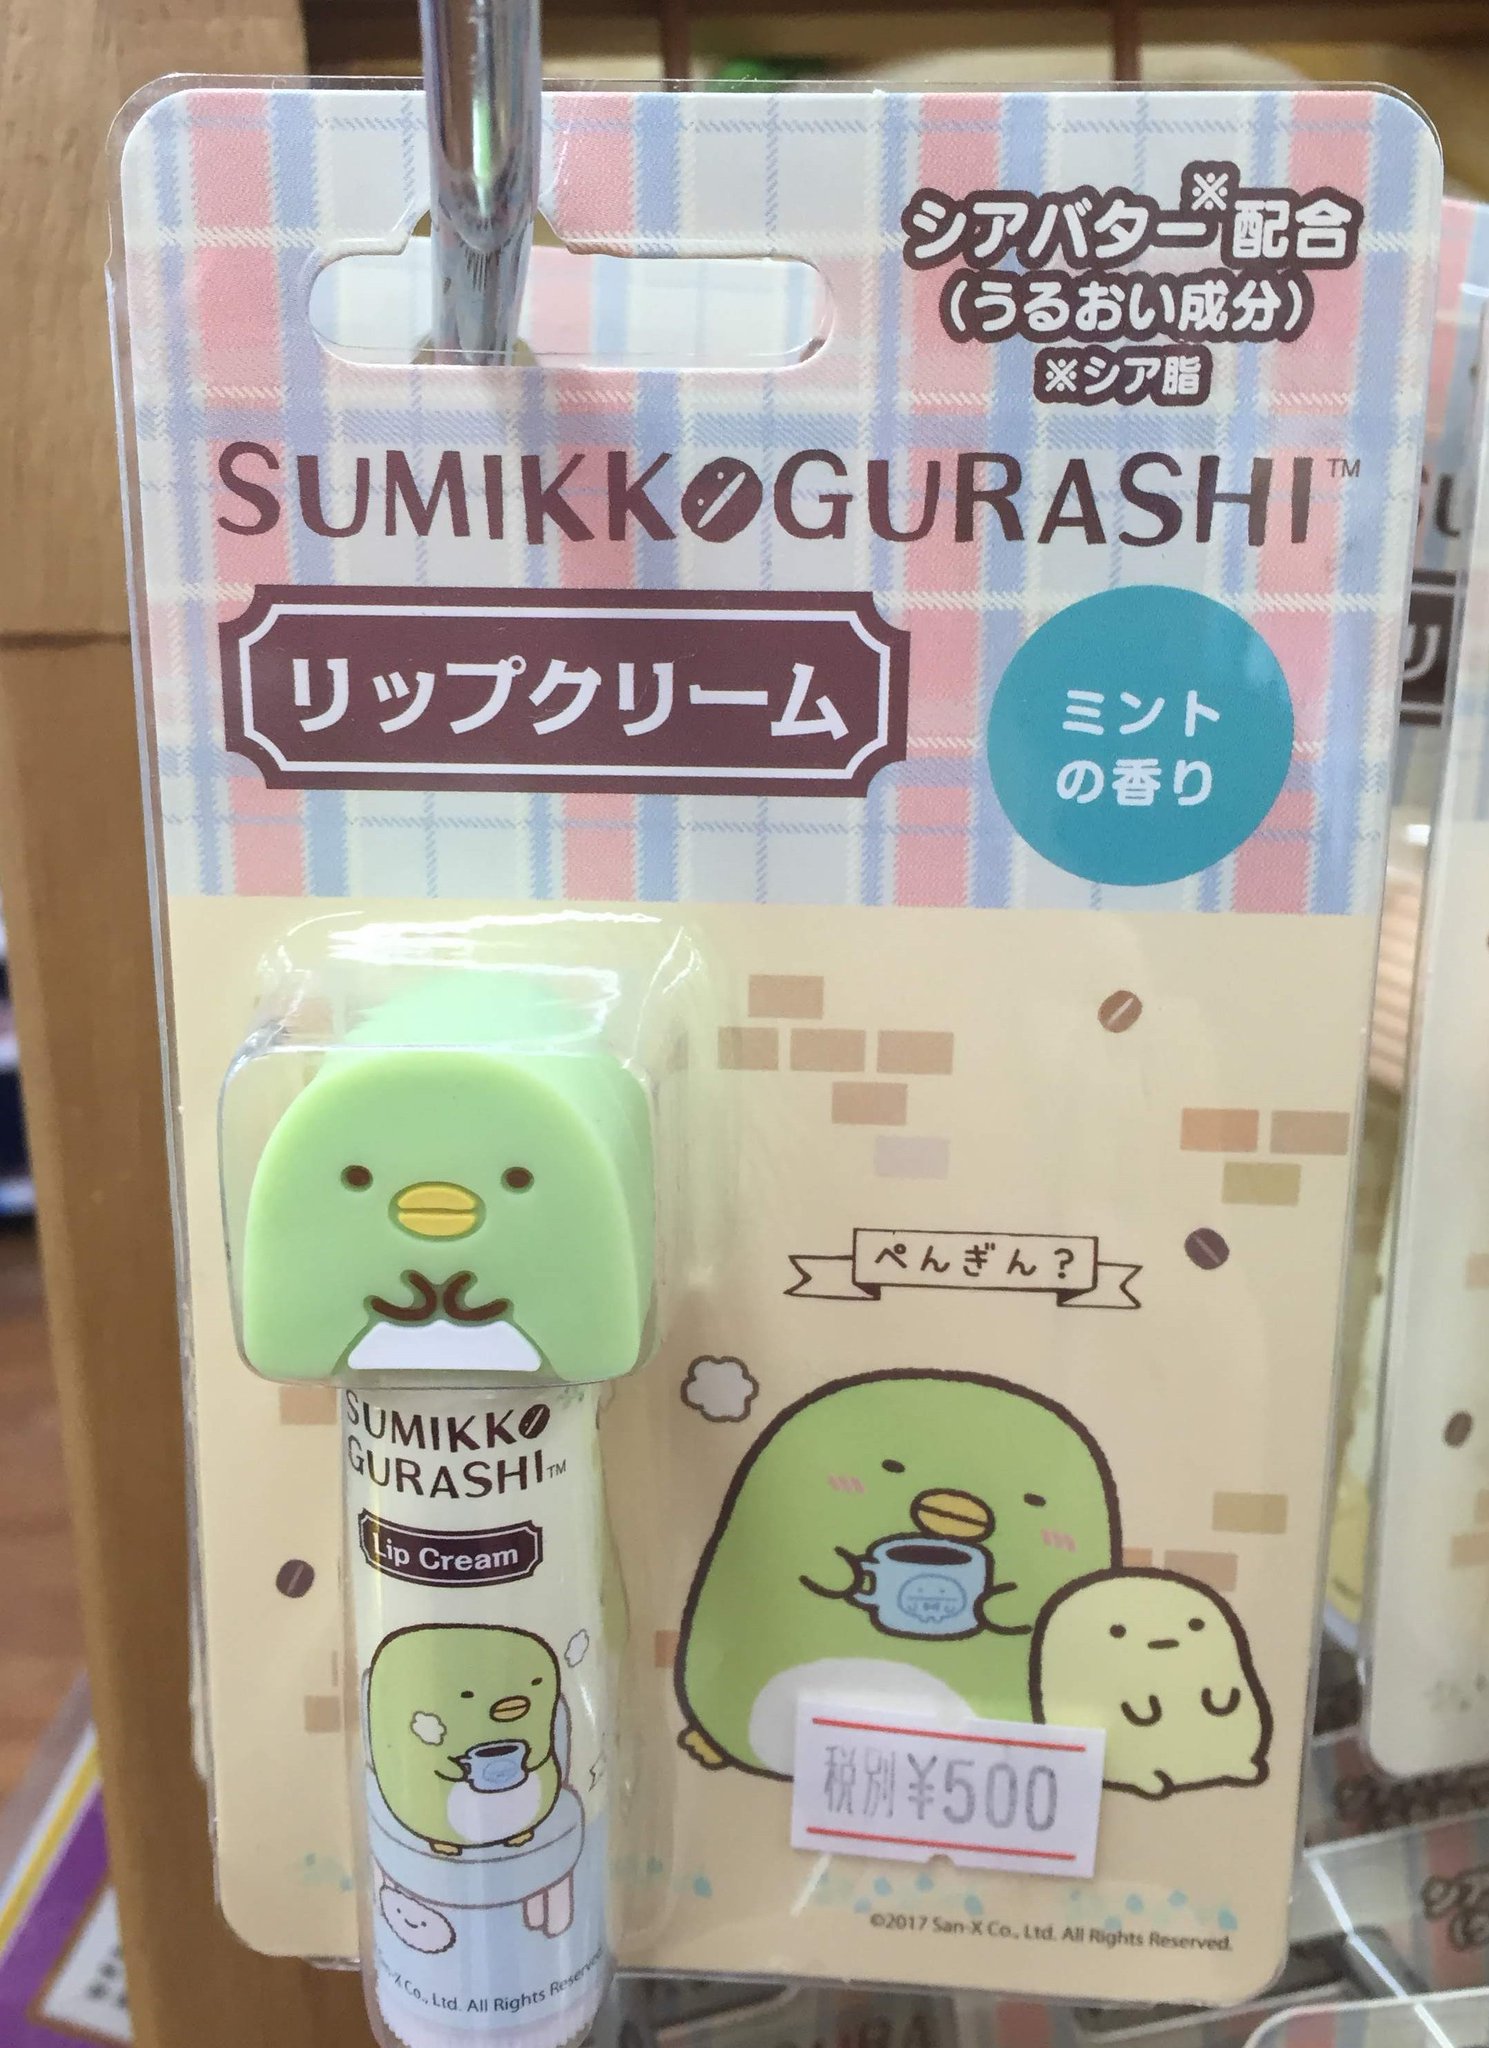 シアバター※配合
(うるおい成分)
※シア脂
SUMIKKOGURASHI™
リップクリーム
ミント
の香り
ぺんぎん?
SUMIKKO
GURASHI™
Lip Cream
税別¥500
©2017 San-X Co., Ltd. All Rights Reserved.
San-X Co., Ltd. All Rights Reserved.